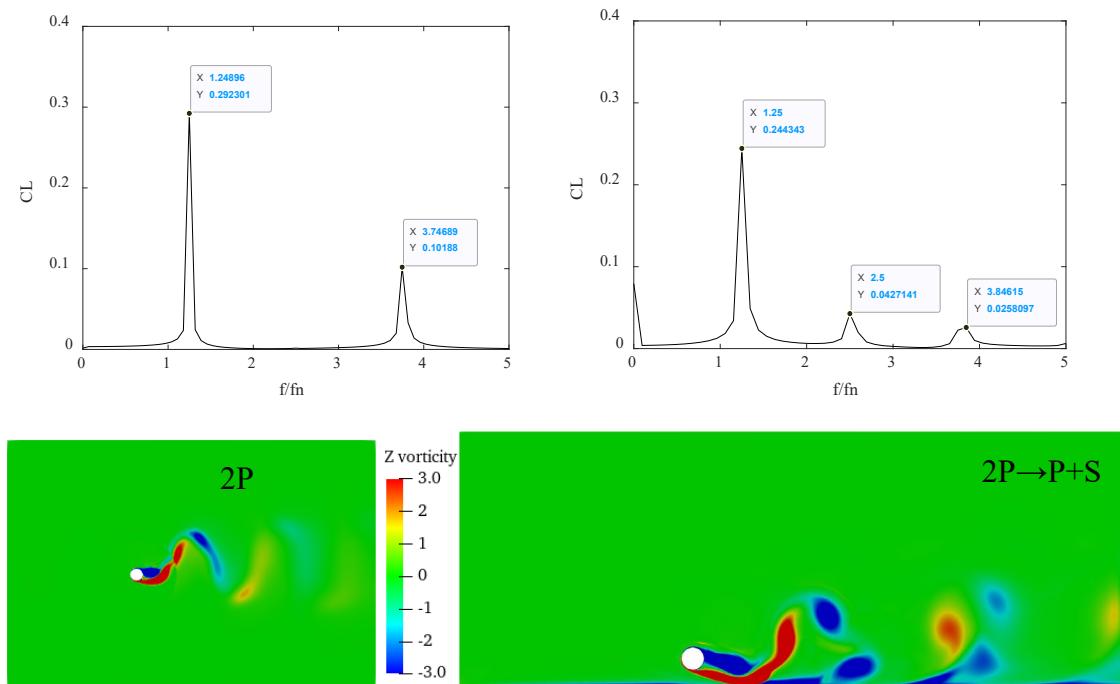 0.4
0.3
0.2
0.1
0
CL
X 1.24896
Y 0.292301
X 3.74689
Y 0.10188
0 1 2 3 4 5
f/fn
0.4
0.3
0.2
0.1
0
CL
X 1.25
Y 0.244343
X 2.5
Y 0.0427141
X 3.84615
Y 0.0258097
0 1 2 3 4 5
f/fn
2P
Z vorticity
3.0
2
1
0
-1
-2
-3.0
2P→P+S